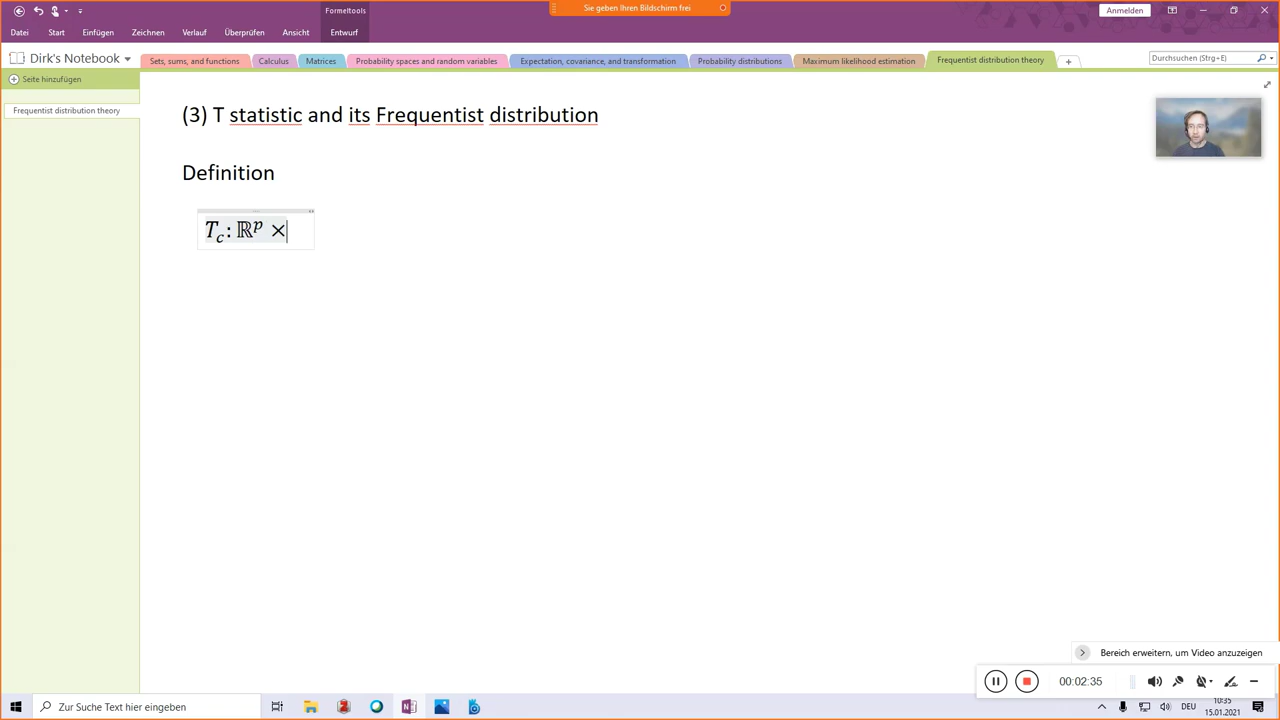 Sie geben Ihren Bildschirm frei
Formeltools
Anmelden
Datei Start Einfügen Zeichnen Verlauf Überprüfen Ansicht Entwurf
Dirk's Notebook
Sets, sums, and functions
Calculus
Matrices
Probability spaces and random variables
Expectation, covariance, and transformation
Probability distributions
Maximum likelihood estimation
Frequentist distribution theory
Durchsuchen (Strg+E)
Seite hinzufügen
Frequentist distribution theory
(3) T statistic and its Frequentist distribution
Definition
T_c: ℝ^p ×
Bereich erweitern, um Video anzuzeigen
00:02:35
Zur Suche Text hier eingeben
DEU
10:35
15.01.2021